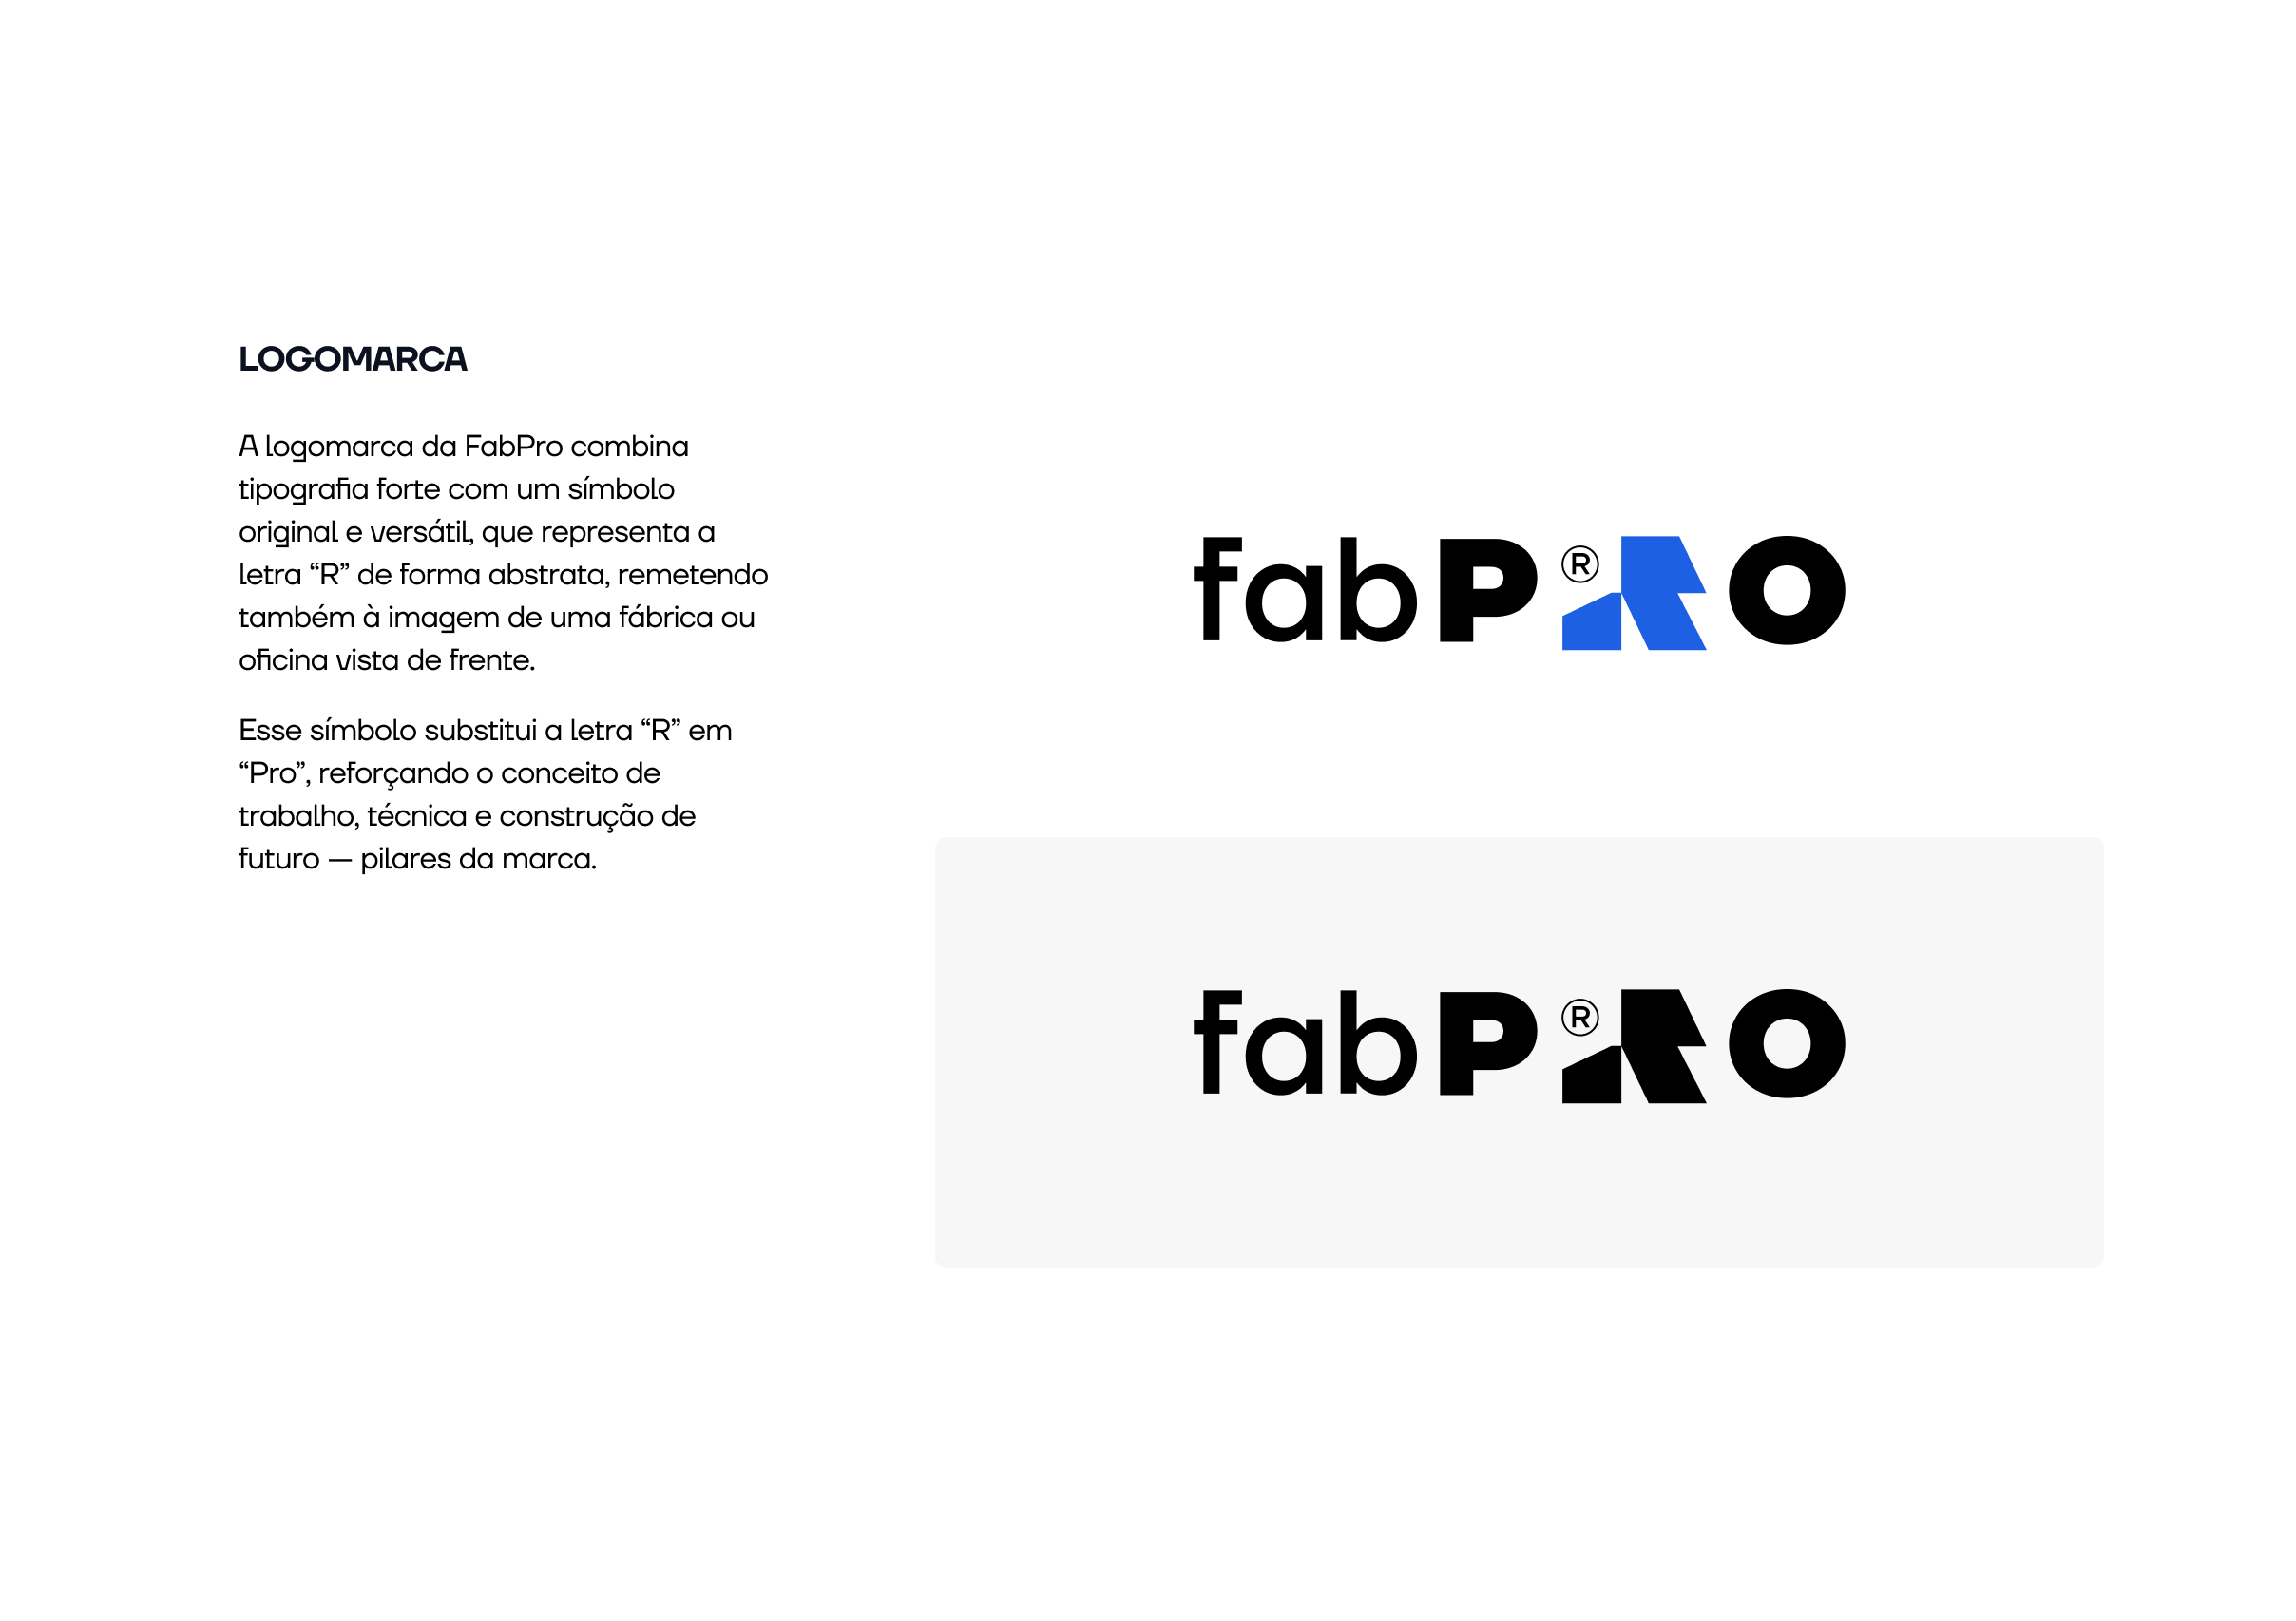 LOGOMARCA
A logomarca da FabPro combina
tipografia forte com um símbolo
original e versátil, que representa a
letra “R” de forma abstrata, remetendo
também à imagem de uma fábrica ou
oficina vista de frente.
Esse símbolo substitui a letra “R” em
“Pro”, reforçando o conceito de
trabalho, técnica e construção de
futuro — pilares da marca.
fabPRO ®
fabPRO ®